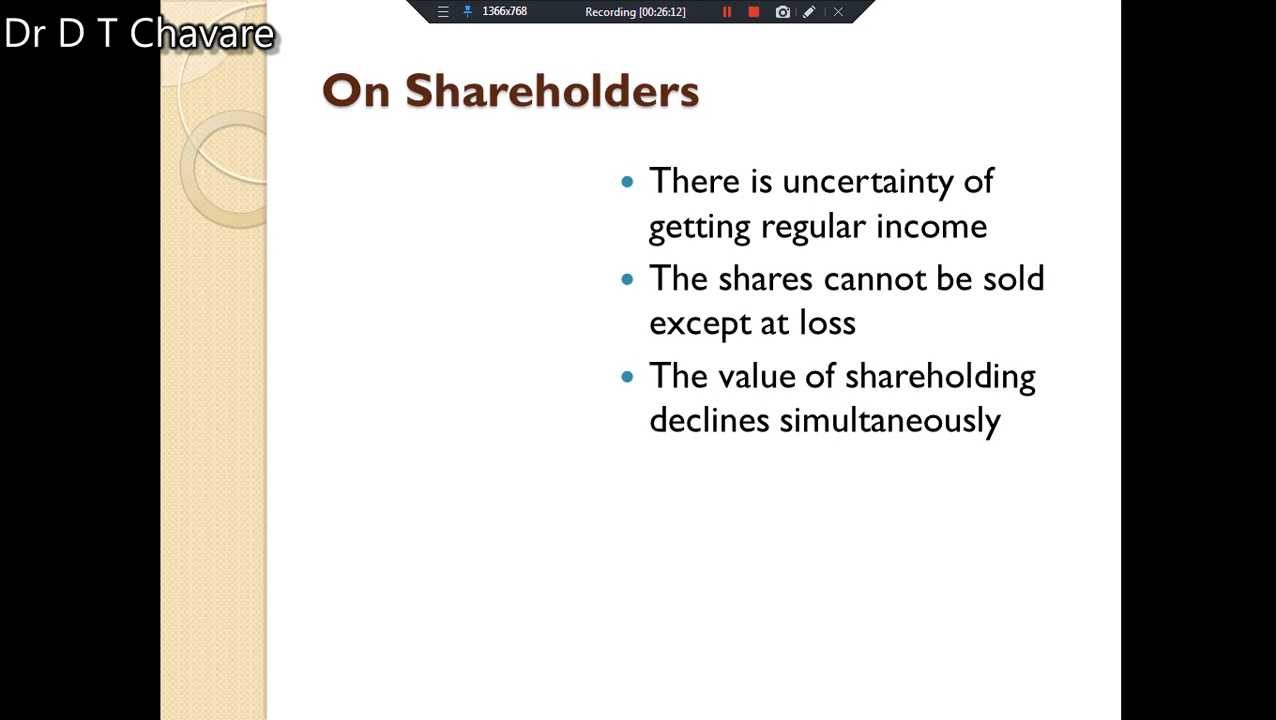 1366x768
Recording [00:26:12]
Dr D T Chavare
On Shareholders
• There is uncertainty of
getting regular income
• The shares cannot be sold
except at loss
• The value of shareholding
declines simultaneously